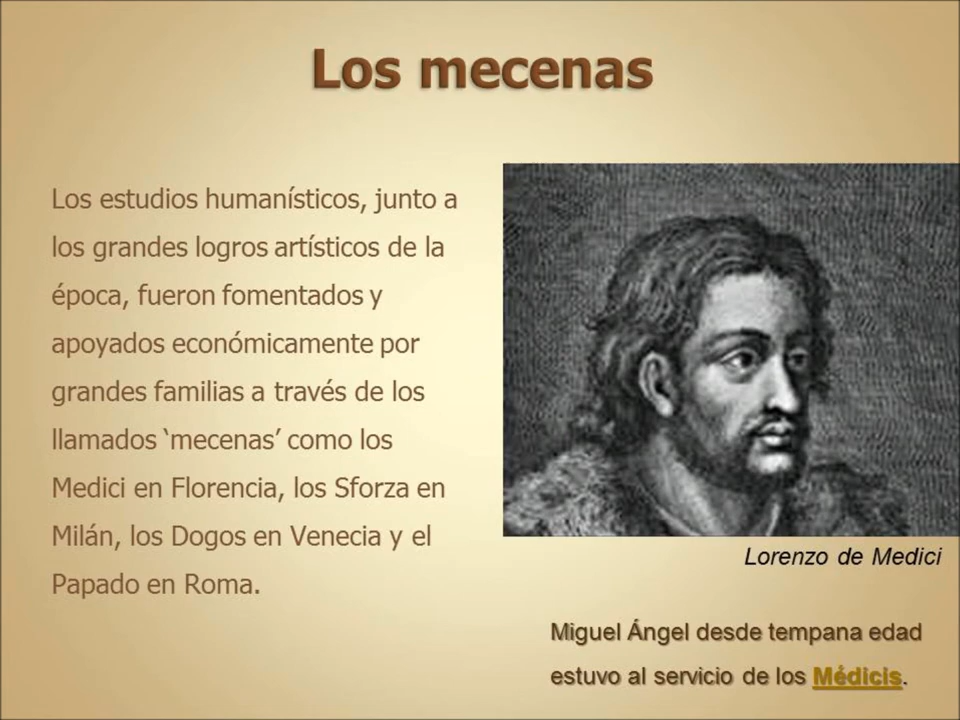 Los mecenas
Los estudios humanísticos, junto a
los grandes logros artísticos de la
época, fueron fomentados y
apoyados económicamente por
grandes familias a través de los
llamados ‘mecenas’ como los
Medici en Florencia, los Sforza en
Milán, los Dogos en Venecia y el
Papado en Roma.
Lorenzo de Medici
Miguel Ángel desde tempana edad
estuvo al servicio de los Médicis.